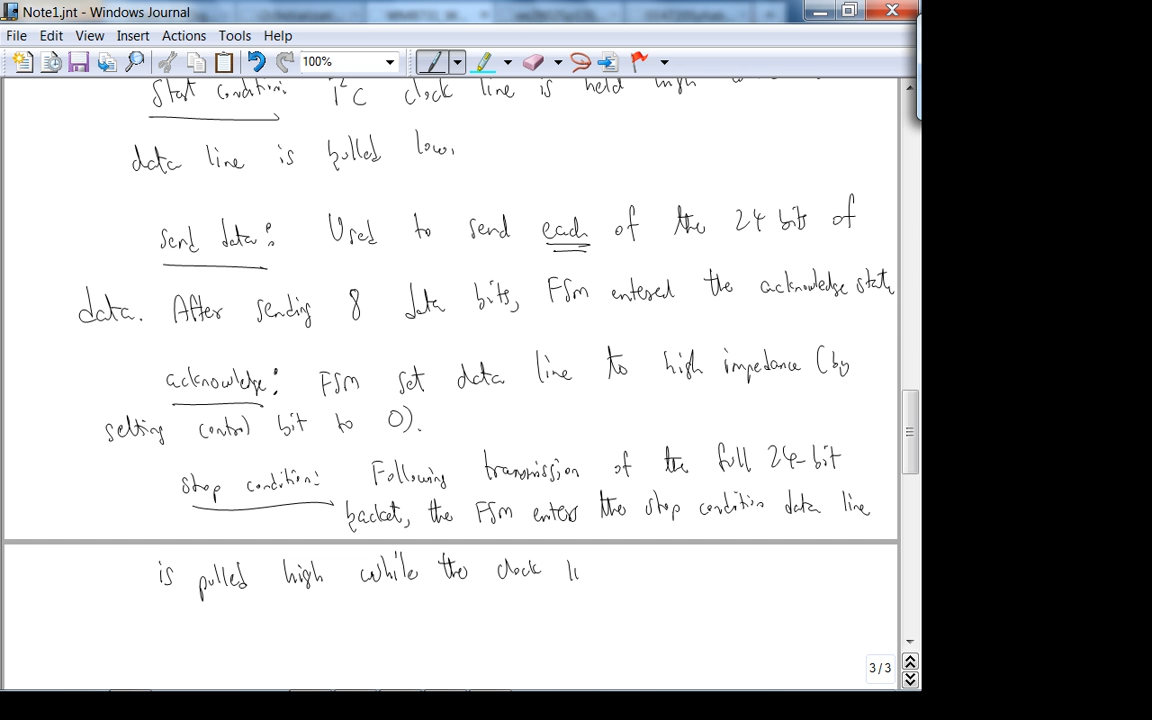 Note1.jnt - Windows Journal
File Edit View Insert Actions Tools Help
100%
Start condition: I²C clock line is held high
data line is pulled low.
Send data: Used to send each of the 24 bits of
data. After sending 8 data bits, FSM entered the acknowledge state
acknowledge: FSM set data line to high impedance (by
setting control bit to 0).
Stop condition: Following transmission of the full 24-bit
packet, the FSM enters the stop condition data line
is pulled high while the clock li
3/3